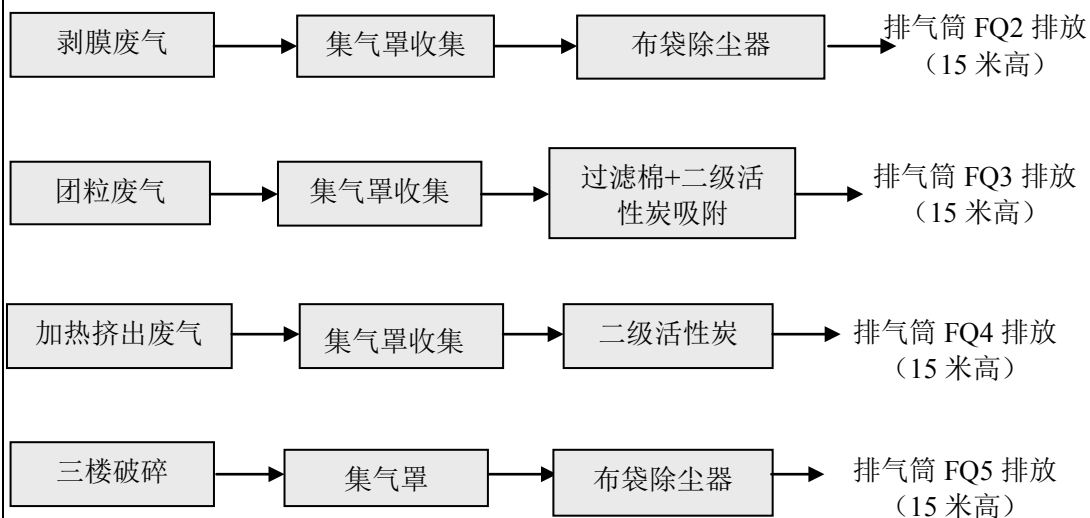 剥膜废气 集气罩收集 布袋除尘器 排气筒 FQ2 排放
（15 米高）
团粒废气 集气罩收集 过滤棉+二级活 排气筒 FQ3 排放
性炭吸附 （15 米高）
加热挤出废气 集气罩收集 二级活性炭 排气筒 FQ4 排放
（15 米高）
三楼破碎 集气罩 布袋除尘器 排气筒 FQ5 排放
（15 米高）